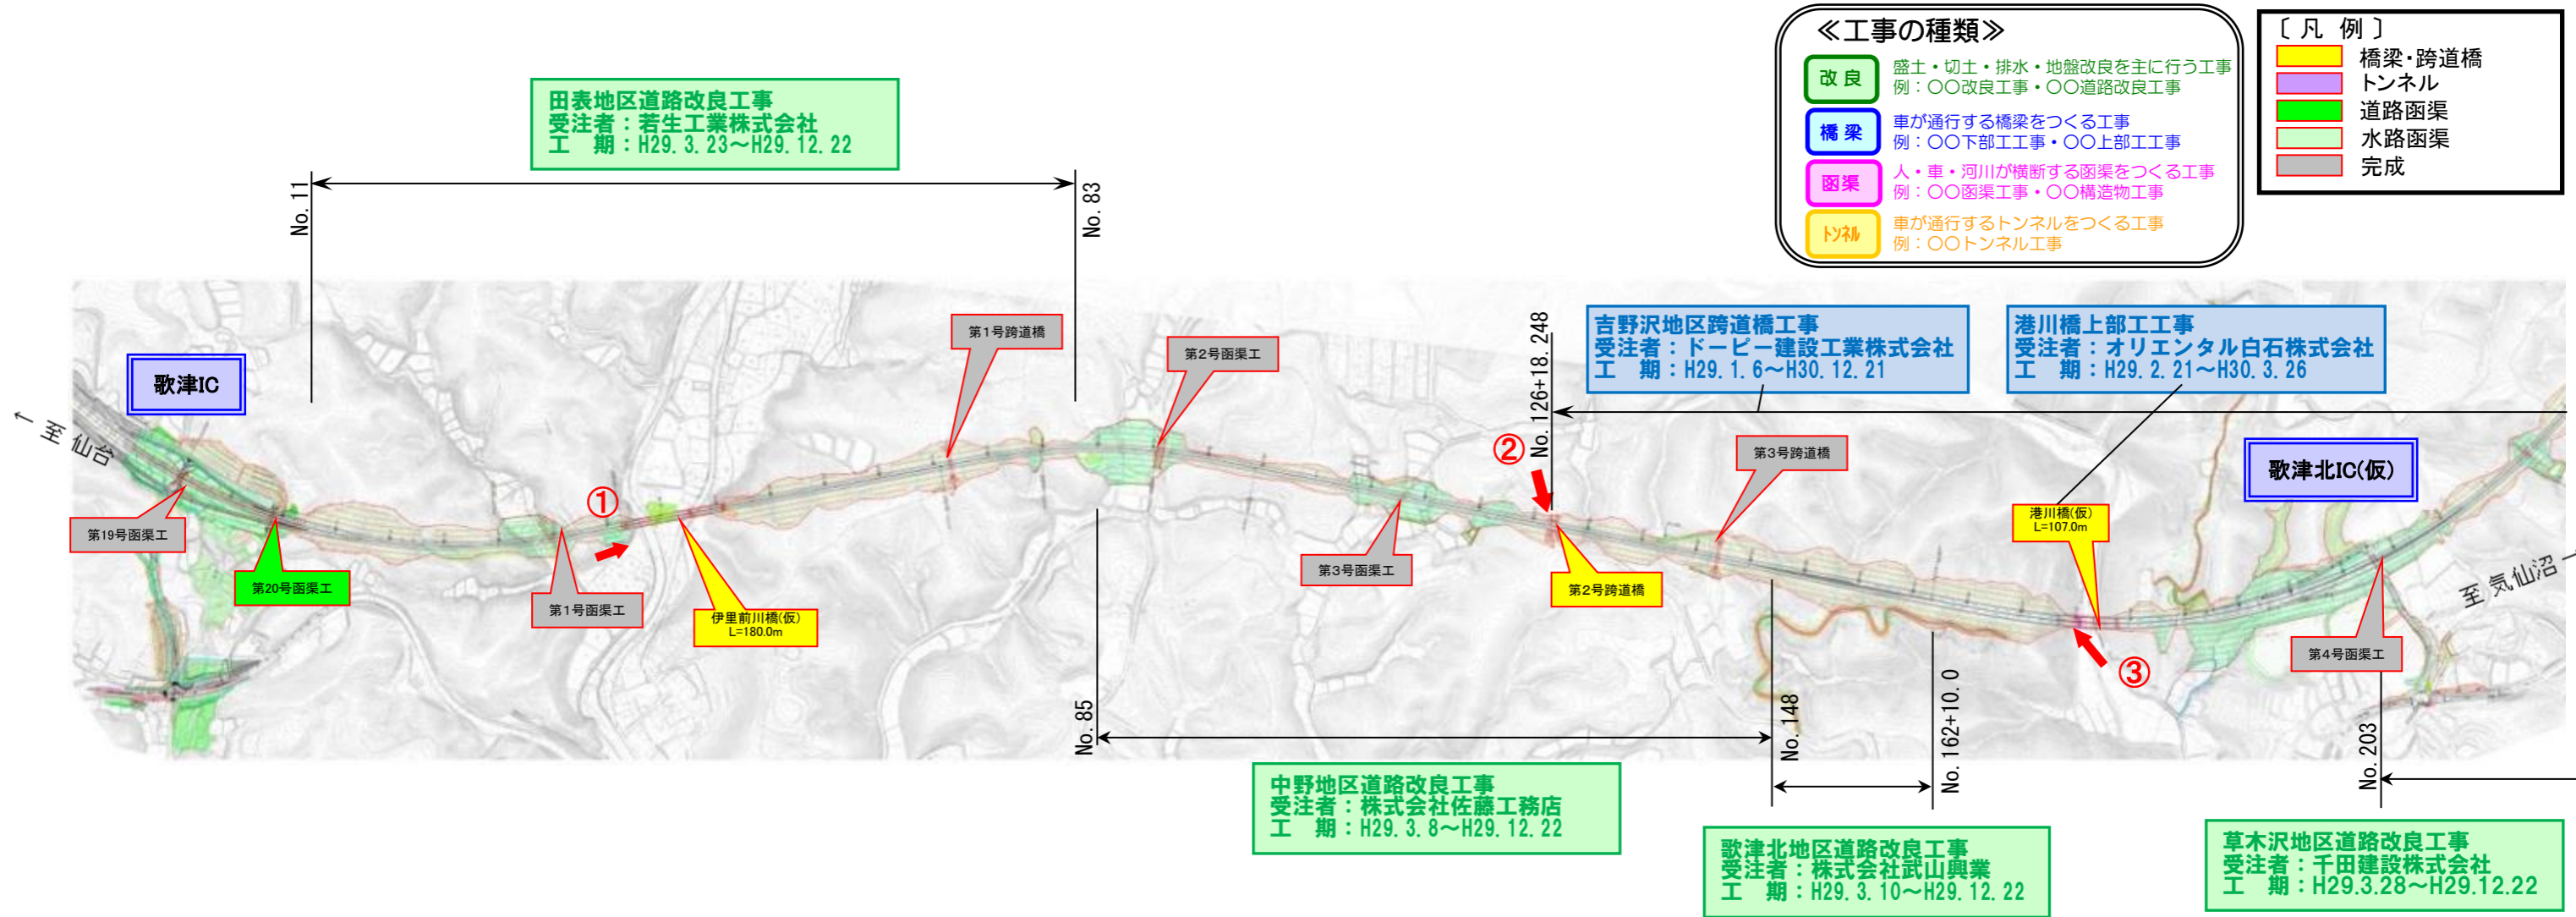 ≪工事の種類≫
改良
盛土・切土・排水・地盤改良を主に行う工事
例：〇〇改良工事・〇〇道路改良工事
橋梁
車が通行する橋梁をつくる工事
例：〇〇下部工工事・〇〇上部工工事
函渠
人・車・河川が横断する函渠をつくる工事
例：〇〇函渠工事・〇〇構造物工事
トンネル
車が通行するトンネルをつくる工事
例：〇〇トンネル工事
〔凡 例〕
橋梁・跨道橋
トンネル
道路函渠
水路函渠
完成
田表地区道路改良工事
受注者：若生工業株式会社
工　期：H29.3.23～H29.12.22
No.11
No.83
吉野沢地区跨道橋工事
受注者：ドーピー建設工業株式会社
工　期：H29.1.6～H30.12.21
港川橋上部工工事
受注者：オリエンタル白石株式会社
工　期：H29.2.21～H30.3.26
No.126+18.248
歌津IC
← 至 仙台
第1号跨道橋
第2号函渠工
①
②
第3号跨道橋
歌津北IC(仮)
港川橋(仮)
L=107.0m
第19号函渠工
第20号函渠工
第1号函渠工
伊里前川橋(仮)
L=180.0m
第3号函渠工
第2号跨道橋
③
第4号函渠工
至 気仙沼
No.85
No.148
No.162+10.0
No.203
中野地区道路改良工事
受注者：株式会社佐藤工務店
工　期：H29.3.8～H29.12.22
歌津北地区道路改良工事
受注者：株式会社武山興業
工　期：H29.3.10～H29.12.22
草木沢地区道路改良工事
受注者：千田建設株式会社
工　期：H29.3.28～H29.12.22